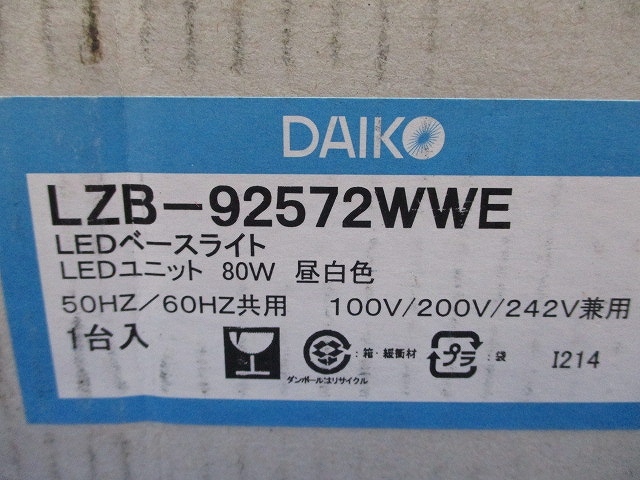 DAIKO
LZB-92572WWE
LEDベースライト
LEDユニット 80W 昼白色
50HZ/60HZ共用 100V/200V/242V兼用
1台入
:箱・緩衝材 プラ :袋 I214
ダンボールはリサイクル